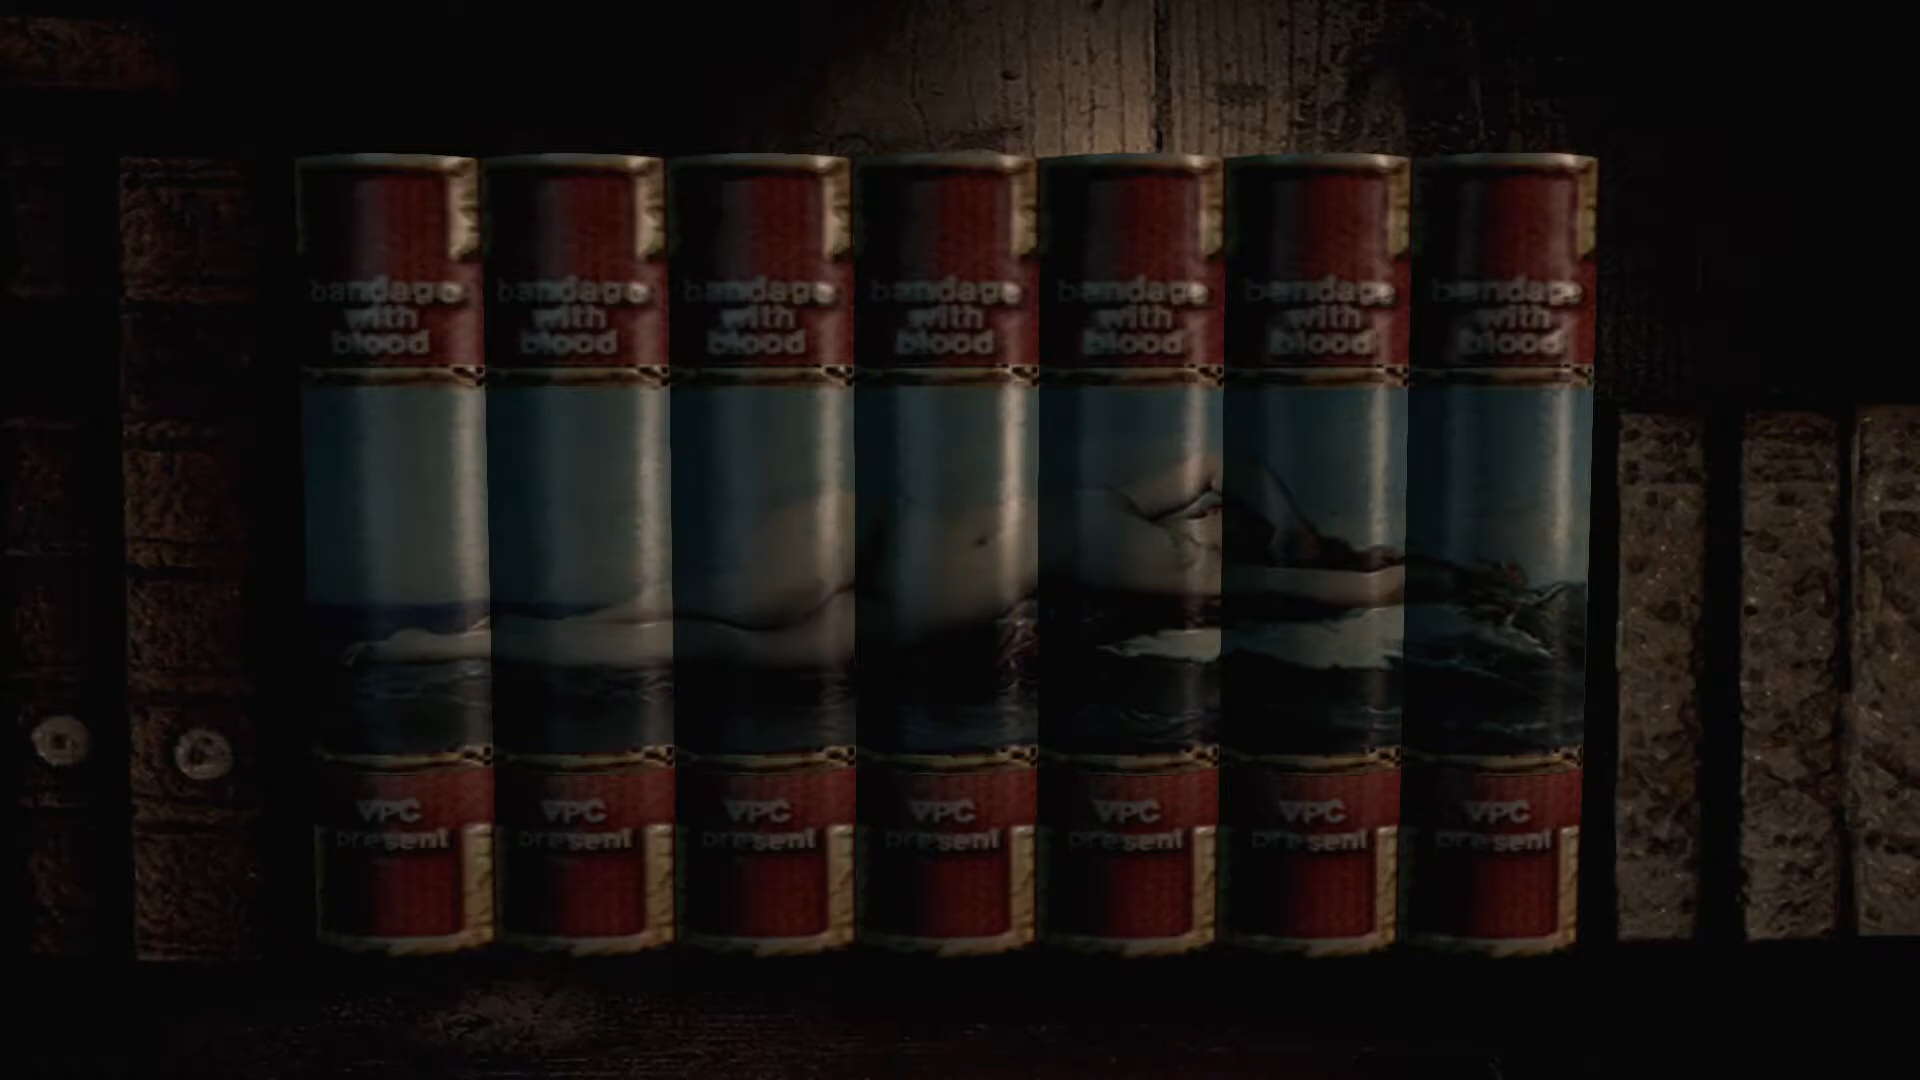 bandage
with
blood
bandage
with
blood
bandage
with
blood
bandage
with
blood
bandage
with
blood
bandage
with
blood
bandage
with
blood
VPC
present
VPC
present
VPC
present
VPC
present
VPC
present
VPC
present
VPC
present